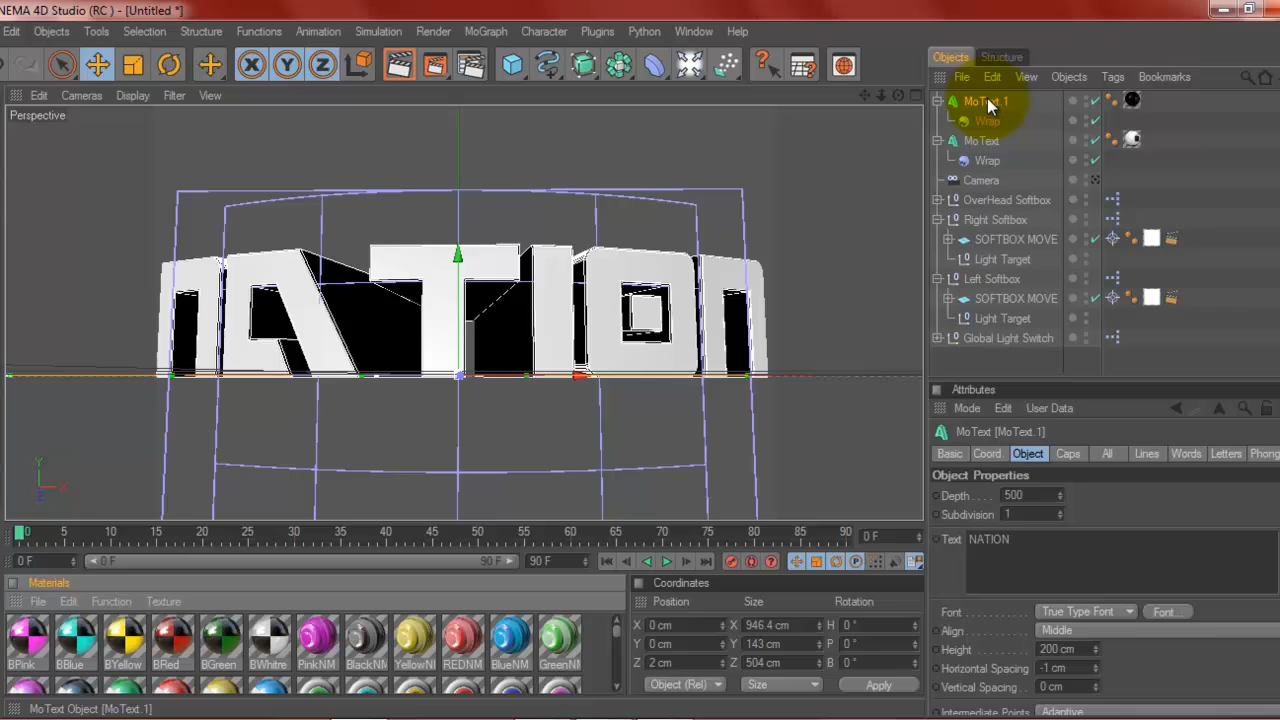 NEMA 4D Studio (RC ) - [Untitled *]
Edit Objects Tools Selection Structure Functions Animation Simulation Render MoGraph Character Plugins Python Window Help
X Y Z
Edit Cameras Display Filter View
Perspective
NATION
Y
X
Z
0 5 10 15 20 25 30 35 40 45 50 55 60 65 70 75 80 85 90 0 F
0 F 0 F 90 F 90 F
Materials
File Edit Function Texture
BPink BBlue BYellow BRed BGreen BWhitre PinkNM BlackNM YellowNI REDNM BlueNM GreenN
Coordinates
Position Size Rotation
X 0 cm X 946.4 cm H 0 °
Y 0 cm Y 143 cm P 0 °
Z 2 cm Z 504 cm B 0 °
Object (Rel) Size Apply
MoText Object [MoText.1]
Objects Structure
File Edit View Objects Tags Bookmarks
MoText.1
Wrap
MoText
Wrap
Camera
OverHead Softbox
Right Softbox
SOFTBOX MOVE
Light Target
Left Softbox
SOFTBOX MOVE
Light Target
Global Light Switch
Attributes
Mode Edit User Data
MoText [MoText.1]
Basic Coord. Object Caps All Lines Words Letters Phong
Object Properties
Depth . . . . 500
Subdivision 1
Text NATION
Font True Type Font Font...
Align Middle
Height 200 cm
Horizontal Spacing -1 cm
Vertical Spacing 0 cm
Intermediate Points Adaptive